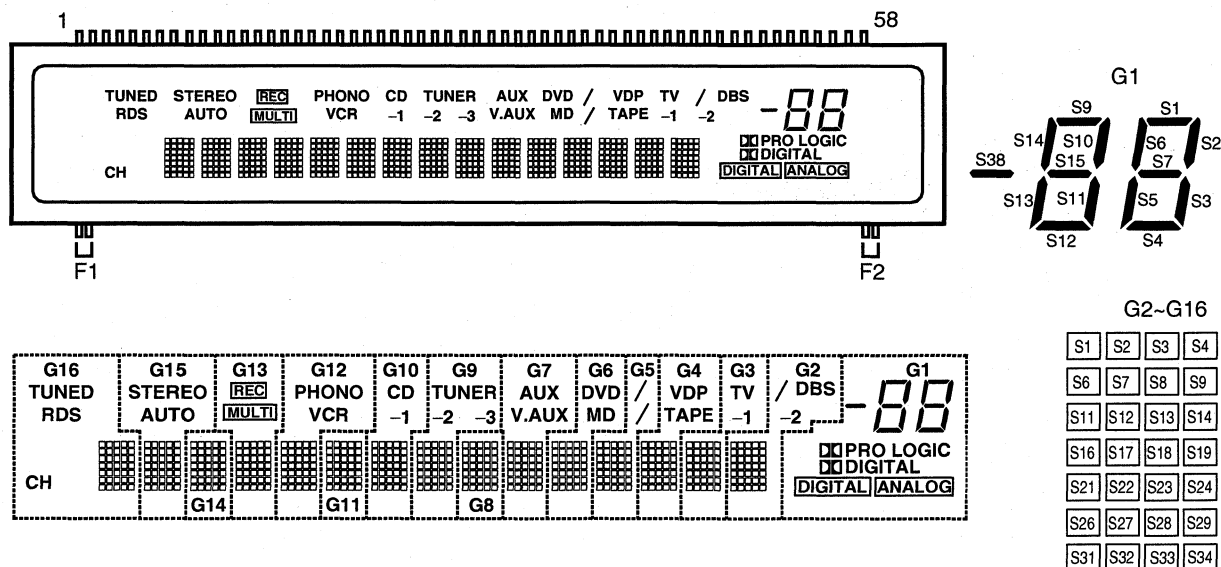 1 58
TUNED STEREO REC PHONO CD TUNER AUX DVD / VDP TV / DBS -88
RDS AUTO MULTI VCR –1 –2 –3 V.AUX MD / TAPE –1 –2
PRO LOGIC
DIGITAL
CH DIGITAL ANALOG
F1 F2
G1
S9 S1
S14 S10 S6 S2
S38 S15 S7
S13 S11 S5 S3
S12 S4
G2~G16
S1 S2 S3 S4
S6 S7 S8 S9
S11 S12 S13 S14
S16 S17 S18 S19
S21 S22 S23 S24
S26 S27 S28 S29
S31 S32 S33 S34
G16 G15 G13 G12 G10 G9 G7 G6 G5 G4 G3 G2 G1
TUNED STEREO REC PHONO CD TUNER AUX DVD / VDP TV / DBS -88
RDS AUTO MULTI VCR –1 –2 –3 V.AUX MD / TAPE –1 –2
PRO LOGIC
DIGITAL
CH DIGITAL ANALOG
G14 G11 G8